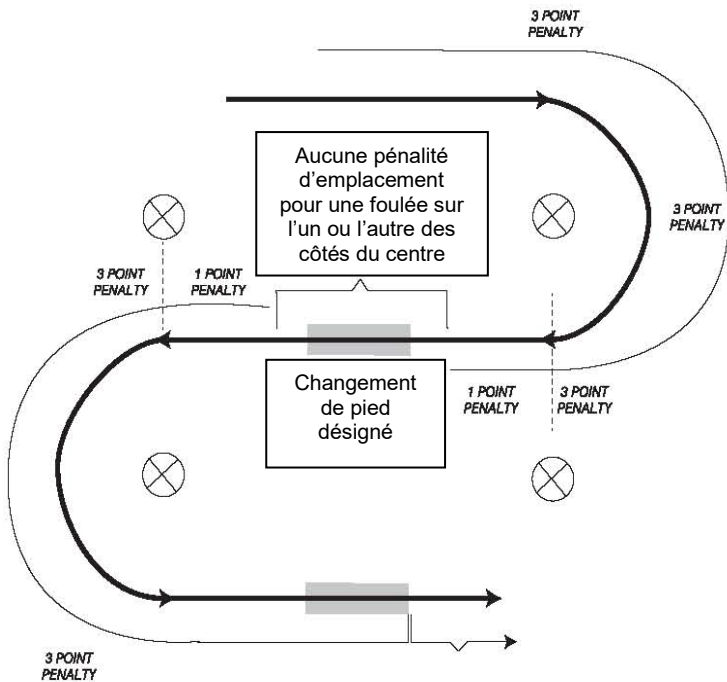 3 POINT
PENALTY
Aucune pénalité
d'emplacement
pour une foulée sur
l'un ou l'autre des
côtés du centre
3 POINT
PENALTY
3 POINT
PENALTY
1 POINT
PENALTY
Changement
de pied
désigné
1 POINT
PENALTY
3 POINT
PENALTY
3 POINT
PENALTY